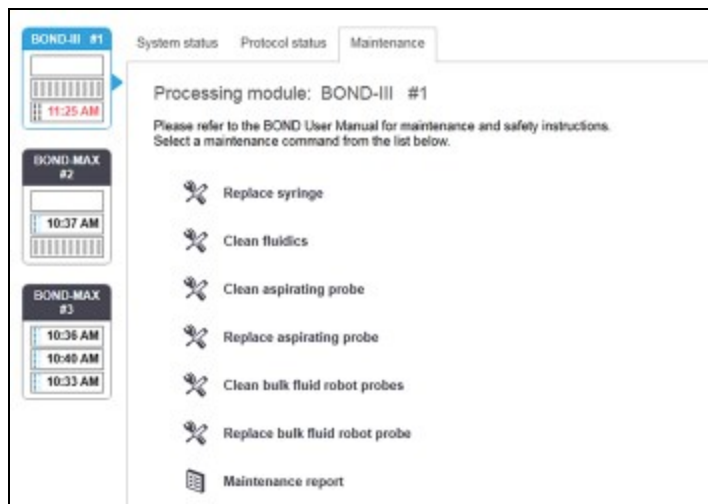 BOND-III #1
11:25 AM
BOND-MAX
#2
10:37 AM
BOND-MAX
#3
10:36 AM
10:40 AM
10:33 AM
System status Protocol status Maintenance
Processing module: BOND-III #1
Please refer to the BOND User Manual for maintenance and safety instructions.
Select a maintenance command from the list below.
Replace syringe
Clean fluidics
Clean aspirating probe
Replace aspirating probe
Clean bulk fluid robot probes
Replace bulk fluid robot probe
Maintenance report